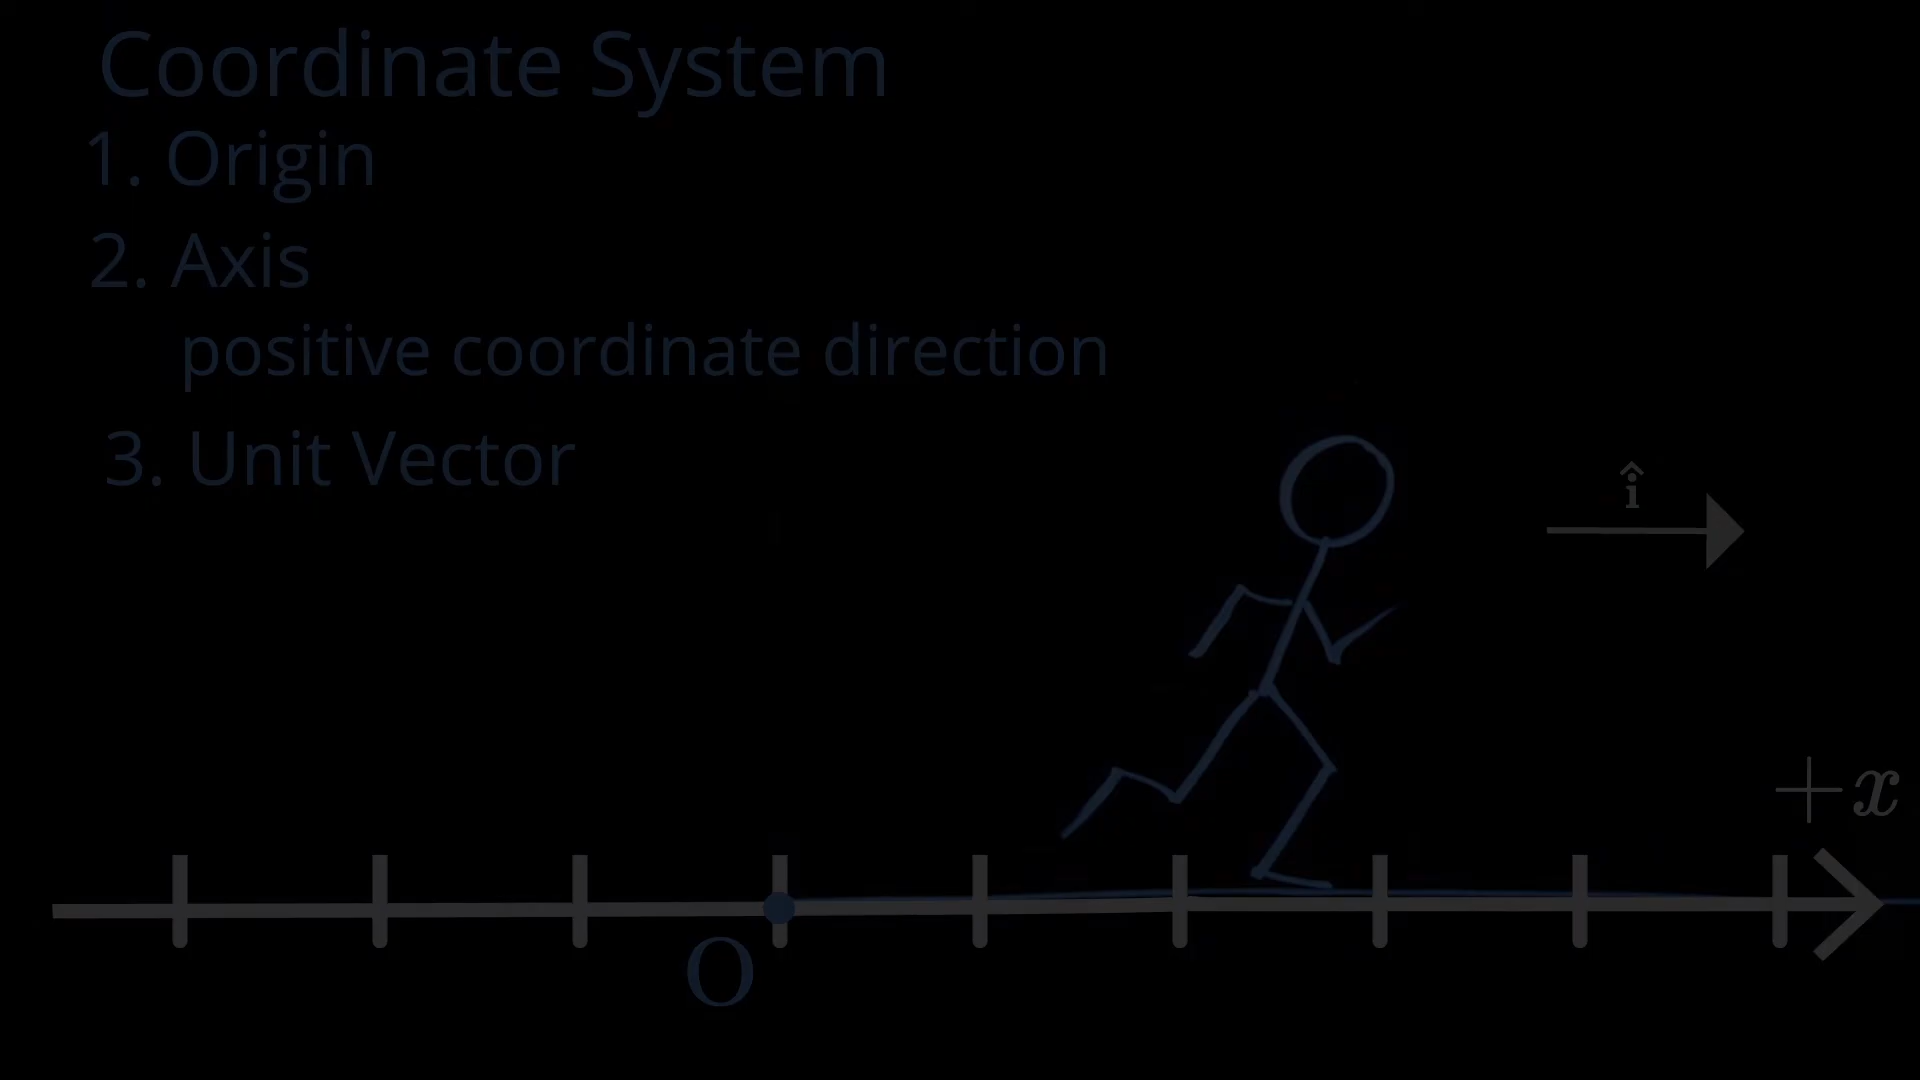 Coordinate System
1. Origin
2. Axis
positive coordinate direction
3. Unit Vector
î
+x
O